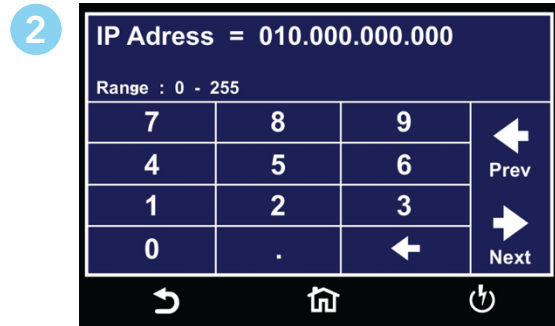 2
IP Adress = 010.000.000.000
Range : 0 - 255
7 8 9
4 5 6
Prev
1 2 3
0 .
Next